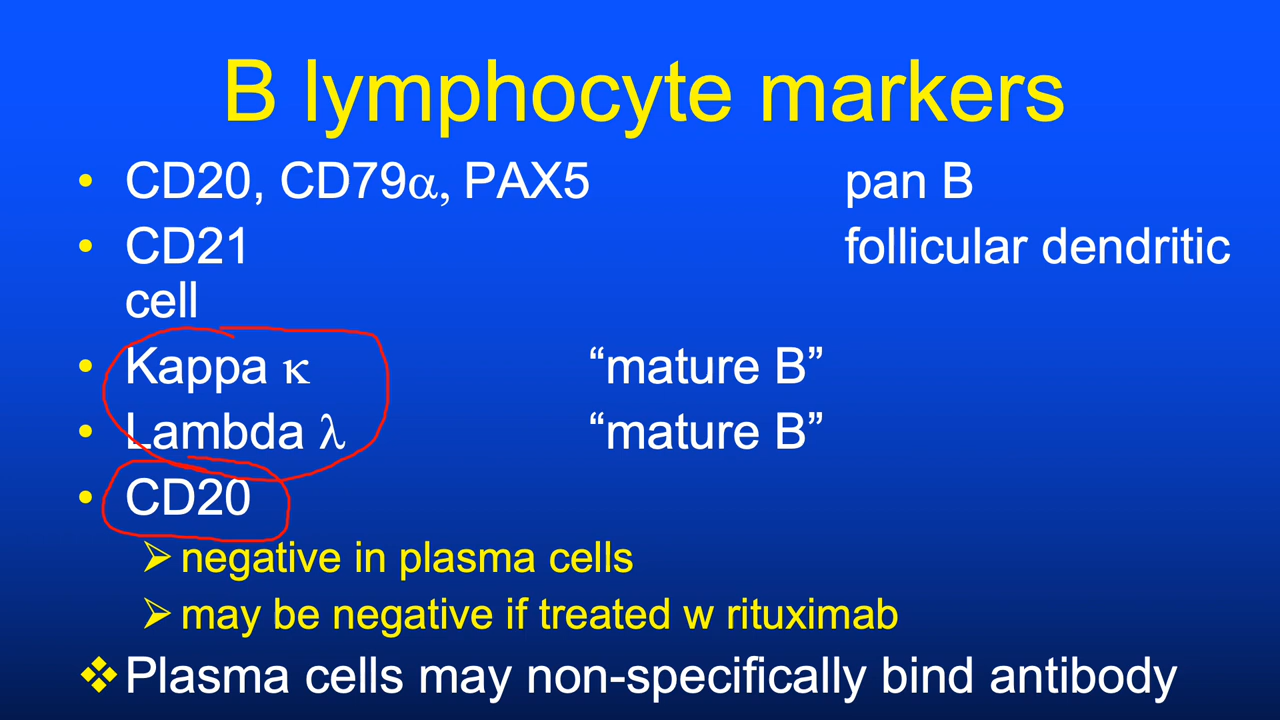 B lymphocyte markers
• CD20, CD79α, PAX5 pan B
• CD21 follicular dendritic
cell
• Kappa κ “mature B”
• Lambda λ “mature B”
• CD20
➢ negative in plasma cells
➢ may be negative if treated w rituximab
❖ Plasma cells may non-specifically bind antibody